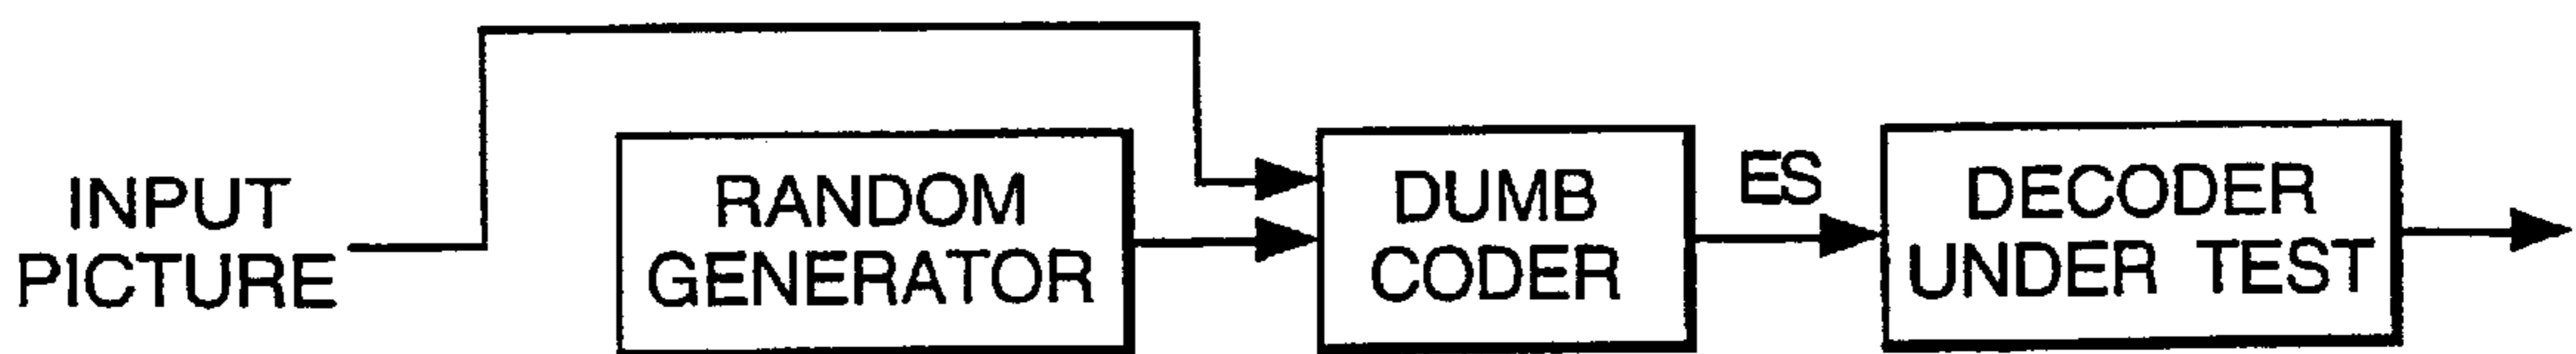 INPUT
PICTURE
RANDOM
GENERATOR
DUMB
CODER
ES
DECODER
UNDER TEST